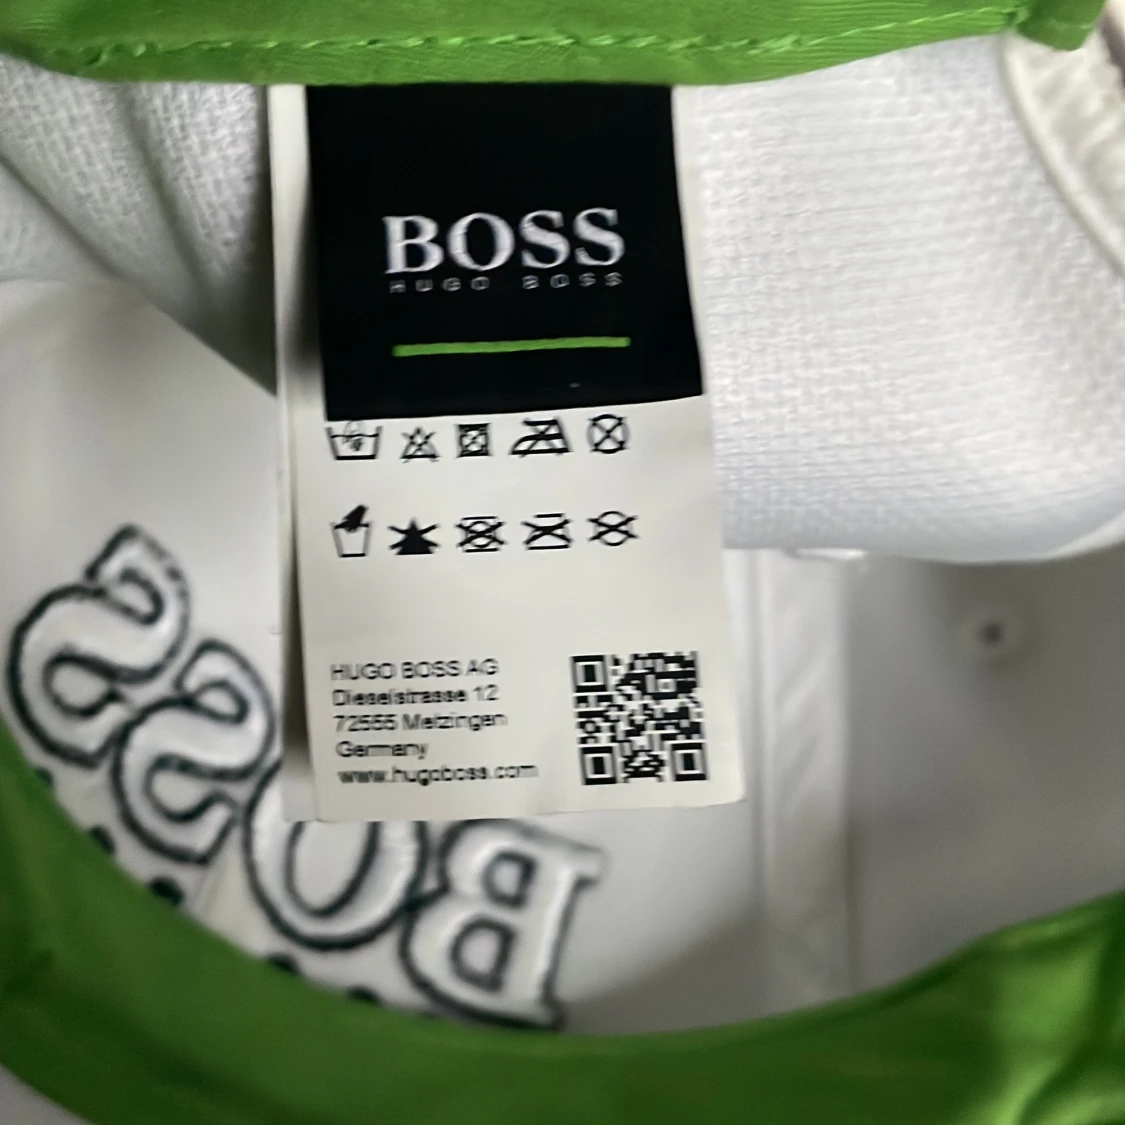 BOSS
HUGO BOSS
HUGO BOSS AG
Dieselstrasse 12
72555 Metzingen
Germany
www.hugoboss.com
BOSS